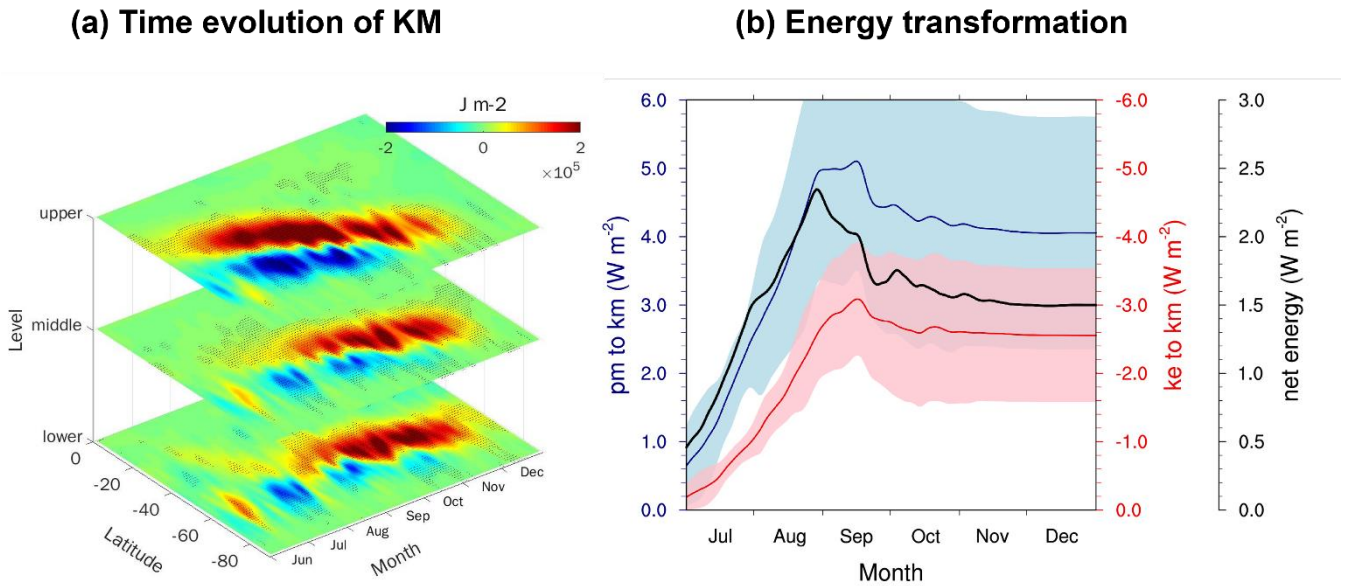 (a) Time evolution of KM
(b) Energy transformation
J m-2
-2 0 2
×10^5
upper
middle
lower
Level
0
-20
-40
-60
-80
Latitude
Jun
Jul
Aug
Sep
Oct
Nov
Dec
Month
6.0
5.0
4.0
3.0
2.0
1.0
0.0
pm to km (W m^-2)
-6.0
-5.0
-4.0
-3.0
-2.0
-1.0
0.0
ke to km (W m^-2)
3.0
2.5
2.0
1.5
1.0
0.5
0.0
net energy (W m^-2)
Jul Aug Sep Oct Nov Dec
Month